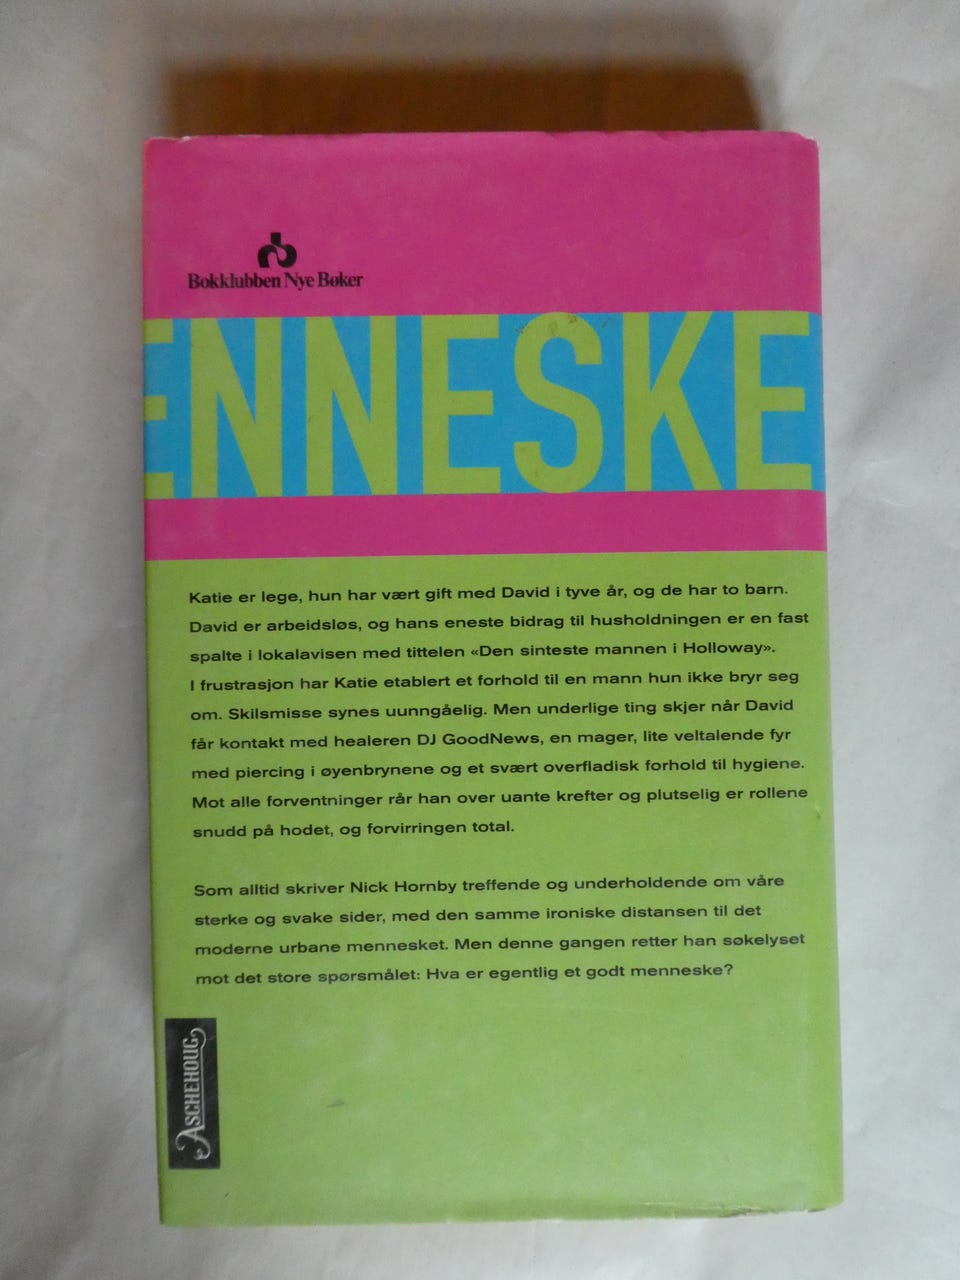 Bokklubben Nye Bøker
ENNESKE
Katie er lege, hun har vært gift med David i tyve år, og de har to barn.
David er arbeidsløs, og hans eneste bidrag til husholdningen er en fast
spalte i lokalavisen med tittelen «Den sinteste mannen i Holloway».
I frustrasjon har Katie etablert et forhold til en mann hun ikke bryr seg
om. Skilsmisse synes uunngåelig. Men underlige ting skjer når David
får kontakt med healeren DJ GoodNews, en mager, lite veltalende fyr
med piercing i øyenbrynene og et svært overfladisk forhold til hygiene.
Mot alle forventninger rår han over uante krefter og plutselig er rollene
snudd på hodet, og forvirringen total.
Som alltid skriver Nick Hornby treffende og underholdende om våre
sterke og svake sider, med den samme ironiske distansen til det
moderne urbane mennesket. Men denne gangen retter han søkelyset
mot det store spørsmålet: Hva er egentlig et godt menneske?
ASCHEHOUG